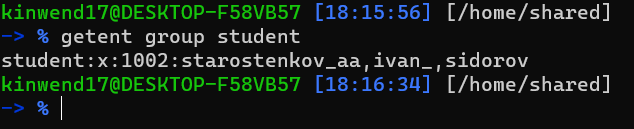 kinwend17@DESKTOP-F58VB57 [18:15:56] [/home/shared]
-> % getent group student
student:x:1002:starostenkov_aa,ivan_,sidorov
kinwend17@DESKTOP-F58VB57 [18:16:34] [/home/shared]
-> %